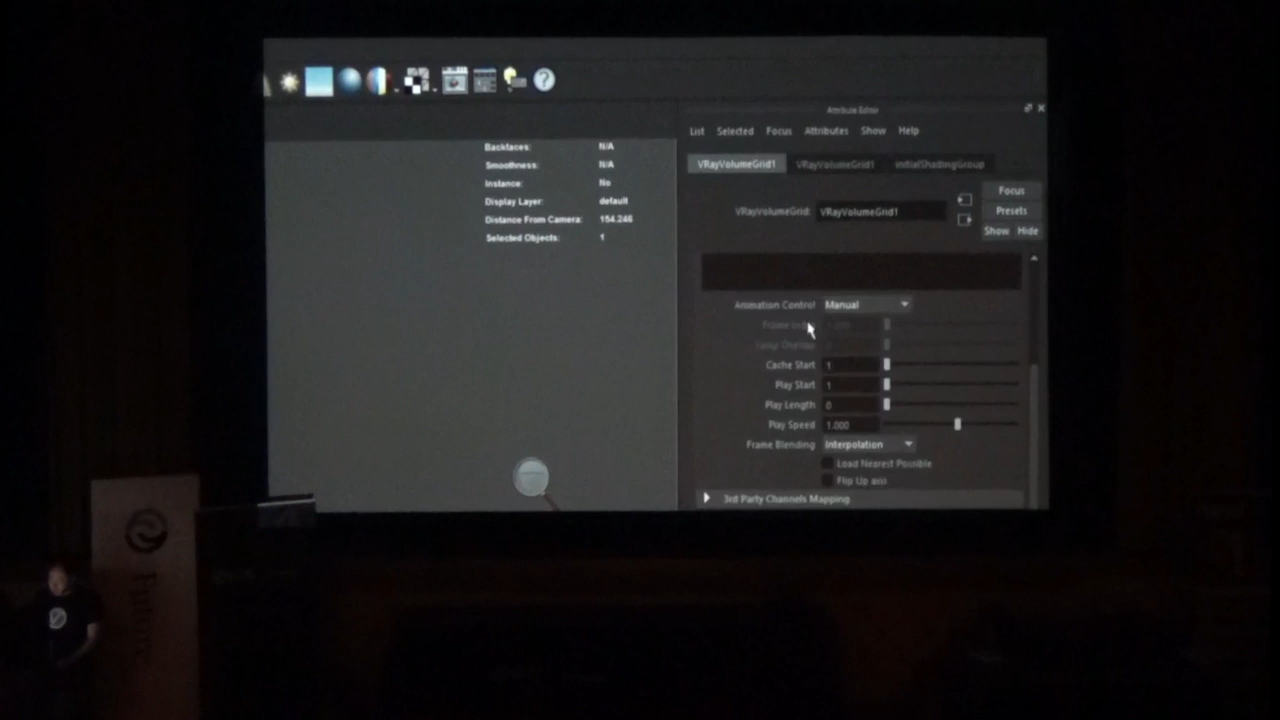 Attribute Editor
List Selected Focus Attributes Show Help
VRayVolumeGrid1 VRayVolumeGrid1 initialShadingGroup
Focus
VRayVolumeGrid: VRayVolumeGrid1
Presets
Show Hide
Backfaces: N/A
Smoothness: N/A
Instance: No
Display Layer: default
Distance From Camera: 154.246
Selected Objects: 1
Animation Control Manual
Frame
Cache Start 1
Play Start 1
Play Length 0
Play Speed 1.000
Frame Blending Interpolation
Load Nearest Possible
Flip Up axis
3rd Party Channels Mapping
Future